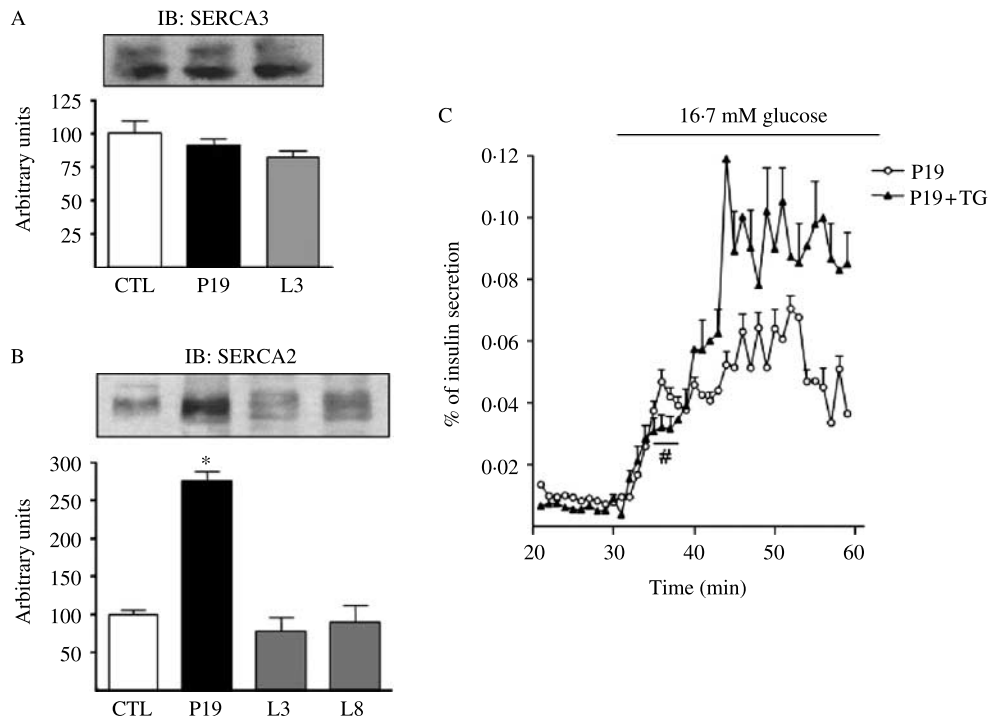 A
IB: SERCA3
Arbitrary units
125
100
75
50
25
CTL P19 L3
B
IB: SERCA2
Arbitrary units
300
250
200
150
100
50
*
CTL P19 L3 L8
C
16·7 mM glucose
% of insulin secretion
0·12
0·10
0·08
0·06
0·04
0·02
P19
P19+TG
#
20 30 40 50 60
Time (min)